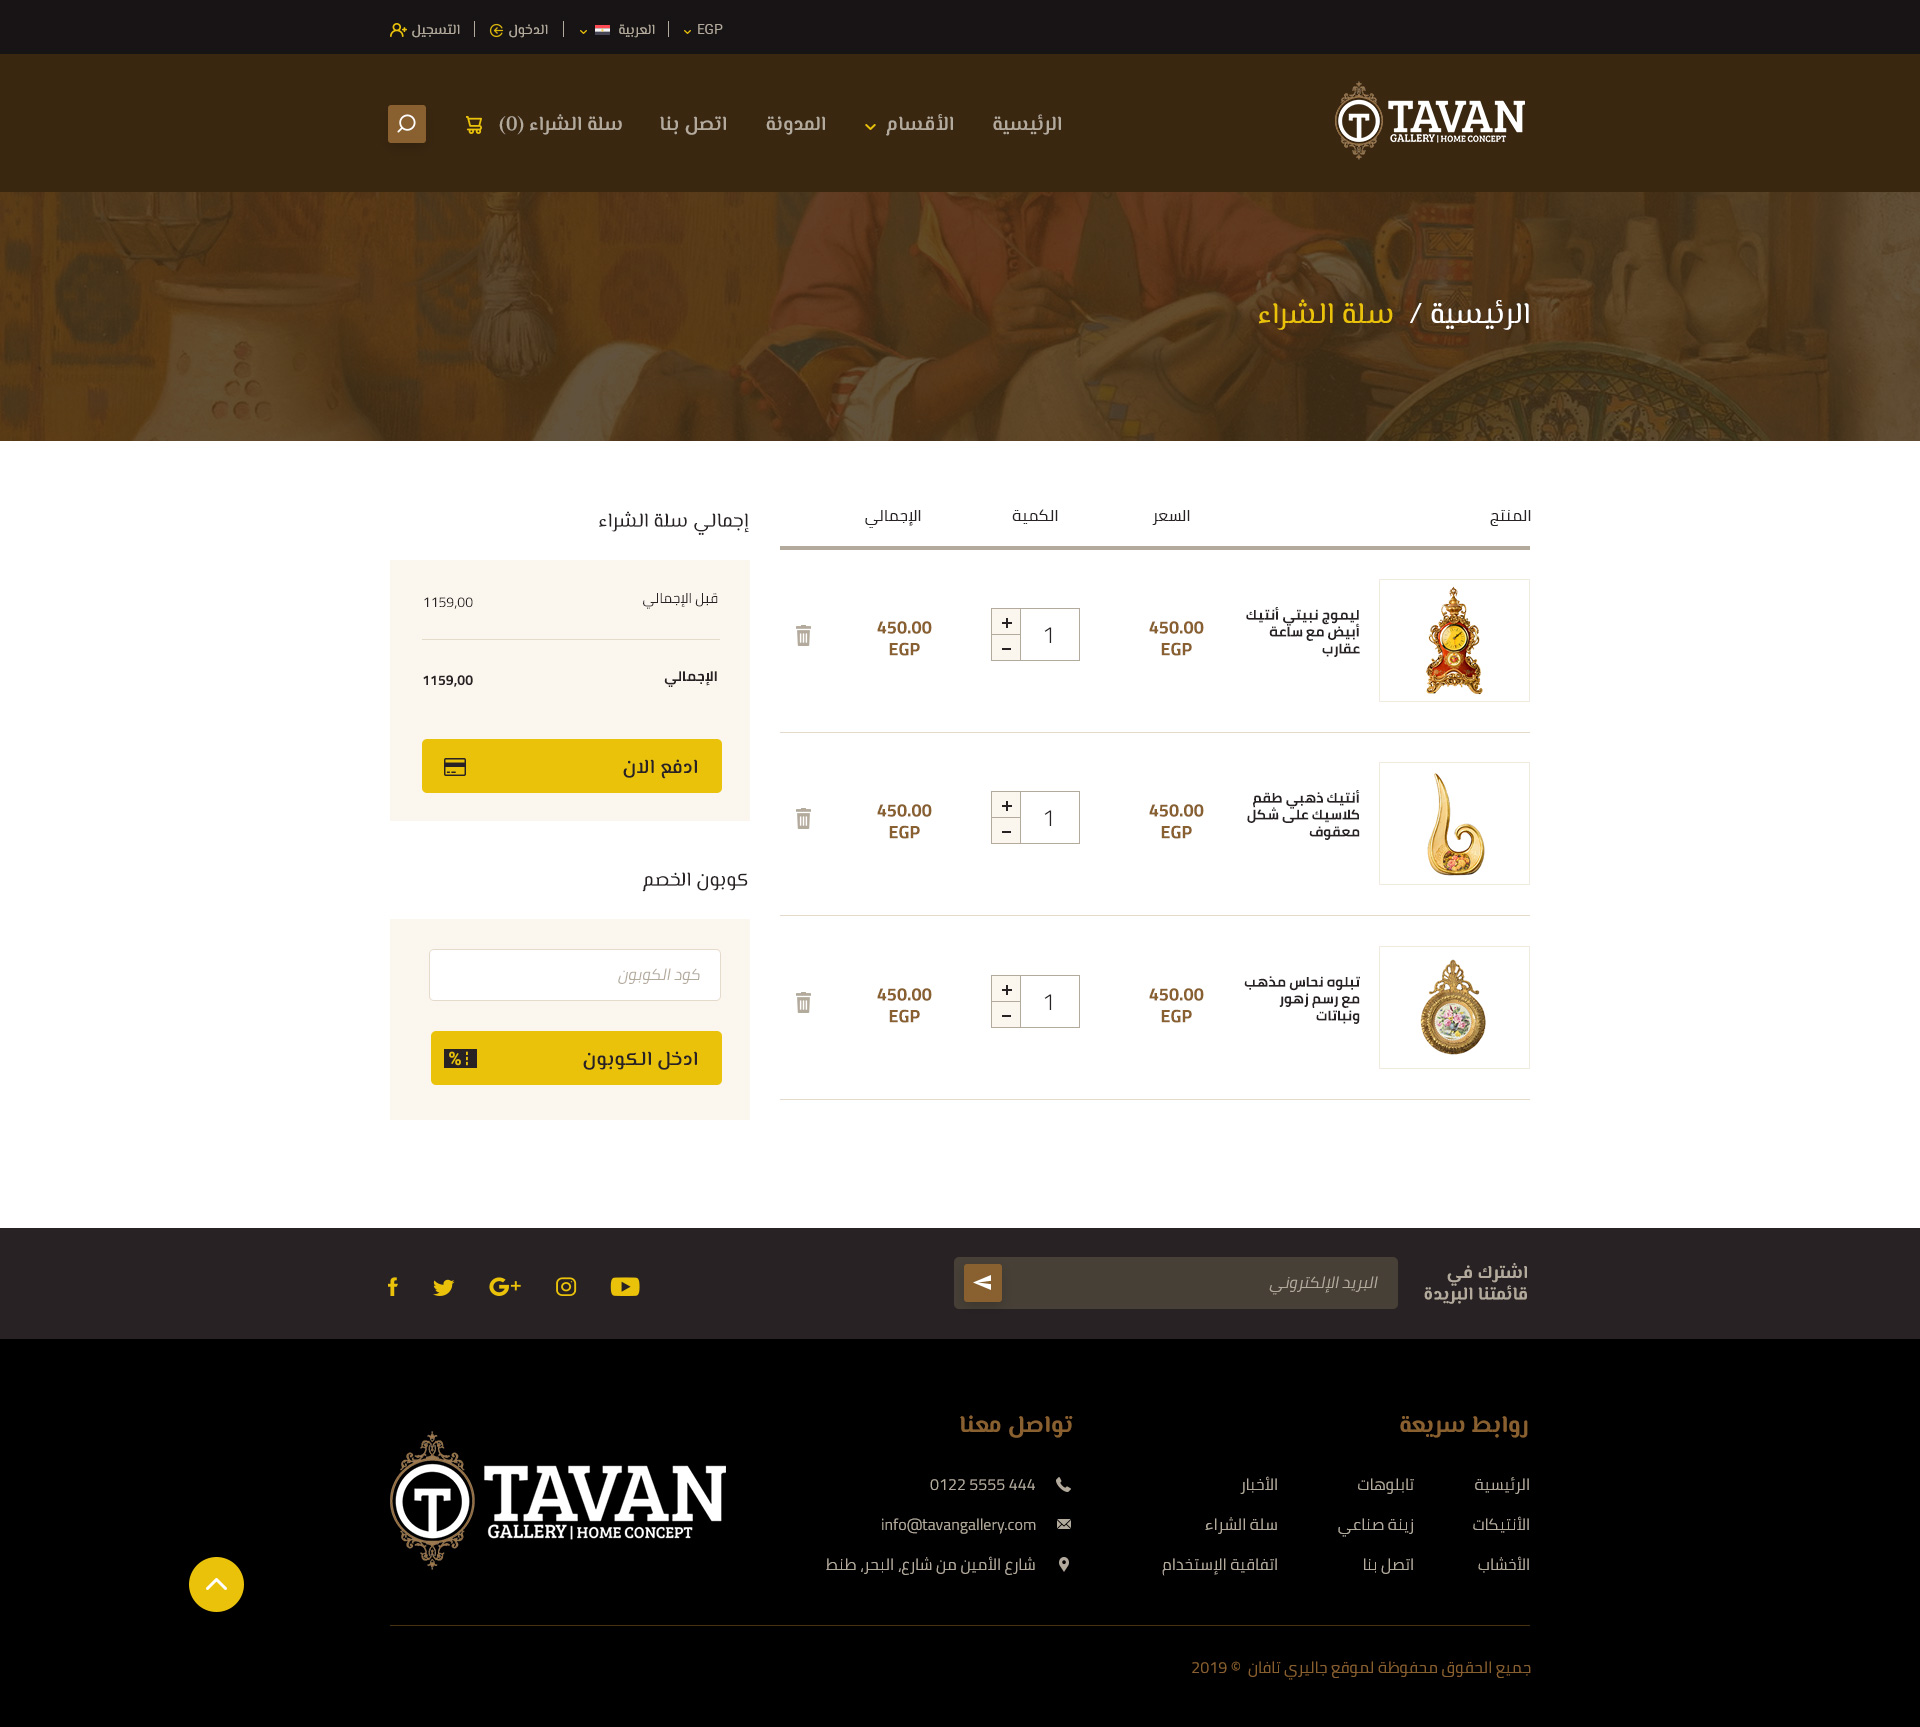 EGP
العربية
الدخول
التسجيل
TAVAN
GALLERY | HOME CONCEPT
الرئيسية
الأقسام
المدونة
اتصل بنا
سلة الشراء (0)
الرئيسية / سلة الشراء
المنتج
السعر
الكمية
الإجمالي
ليموج نبيتي أنتيك
أبيض مع ساعة
عقارب
450.00
EGP
1
+
-
450.00
EGP
أنتيك ذهبي طقم
كلاسيك على شكل
معقوف
450.00
EGP
1
+
-
450.00
EGP
تبلوه نحاس مذهب
مع رسم زهور
ونباتات
450.00
EGP
1
+
-
450.00
EGP
إجمالي سلة الشراء
قبل الإجمالي 1159,00
الإجمالي 1159,00
ادفع الان
كوبون الخصم
كود الكوبون
ادخل الكوبون
%
اشترك في
قائمتنا البريدة
البريد الإلكتروني
G+
روابط سريعة
الرئيسية
تابلوهات
الأخبار
الأنتيكات
زينة صناعي
سلة الشراء
الأخشاب
اتصل بنا
اتفاقية الإستخدام
تواصل معنا
0122 5555 444
info@tavangallery.com
شارع الأمين من شارع، البحر، طنط
TAVAN
GALLERY | HOME CONCEPT
جميع الحقوق محفوظة لموقع جاليري تافان © 2019